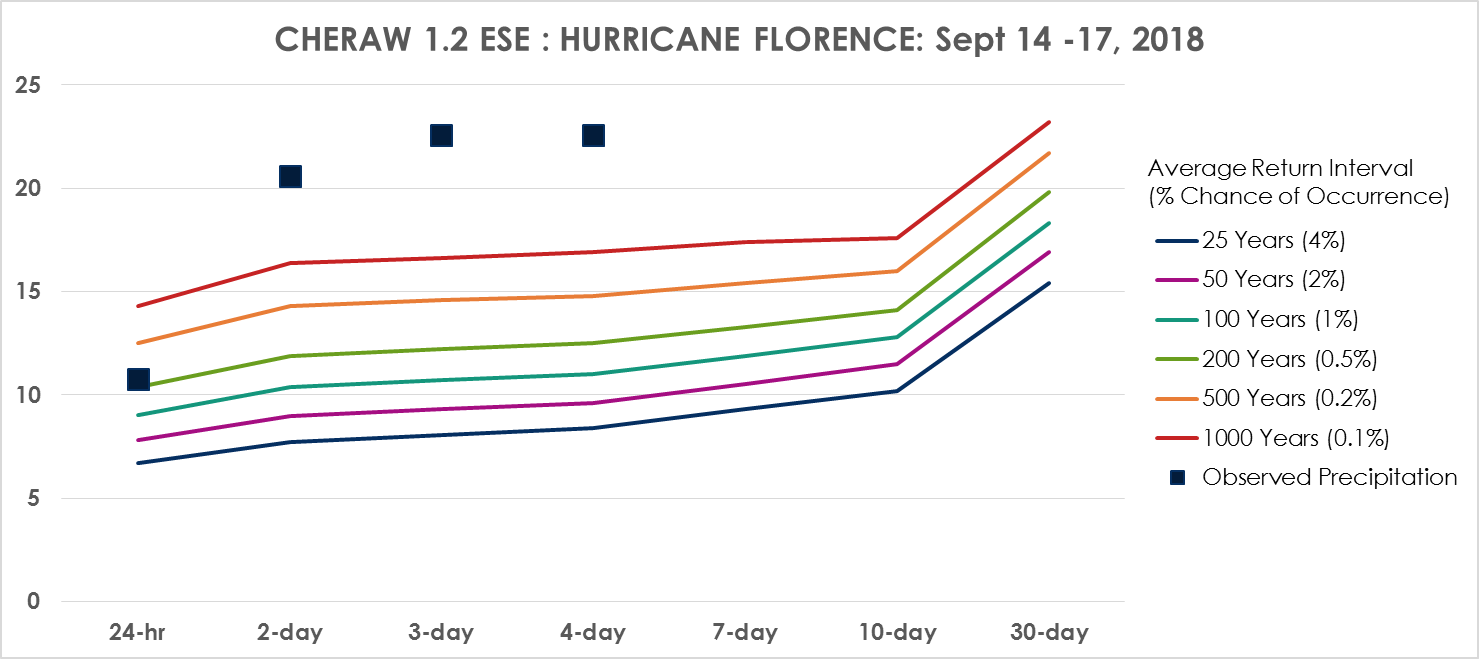 CHERAW 1.2 ESE : HURRICANE FLORENCE: Sept 14 -17, 2018
25
20
15
10
5
0
24-hr 2-day 3-day 4-day 7-day 10-day 30-day
Average Return Interval
(% Chance of Occurrence)
25 Years (4%)
50 Years (2%)
100 Years (1%)
200 Years (0.5%)
500 Years (0.2%)
1000 Years (0.1%)
Observed Precipitation